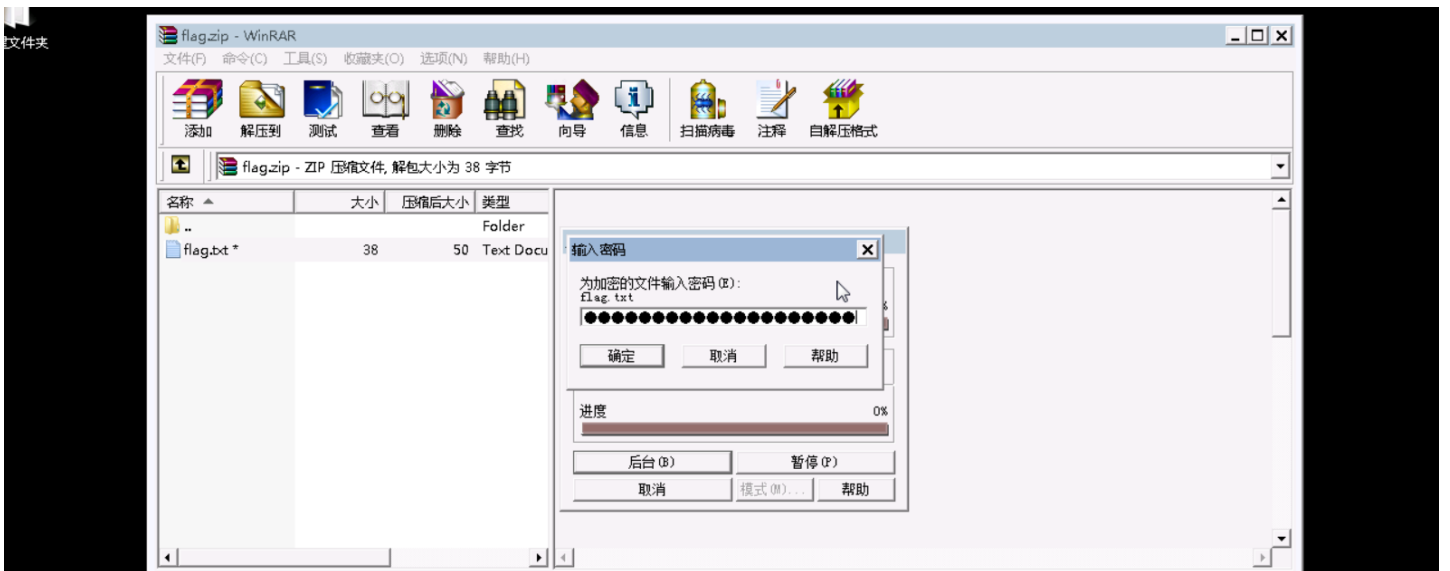 flag.zip - WinRAR
文件夹
文件(F) 命令(C) 工具(S) 收藏夹(O) 选项(N) 帮助(H)
添加 解压到 测试 查看 删除 查找 向导 信息 扫描病毒 注释 自解压格式
flag.zip - ZIP 压缩文件, 解包大小为 38 字节
名称 大小 压缩后大小 类型
.. Folder
flag.txt * 38 50 Text Docu
输入密码
为加密的文件输入密码(E):
flag.txt
%
确定 取消 帮助
进度 0%
后台(B) 暂停(P)
取消 模式(M)... 帮助